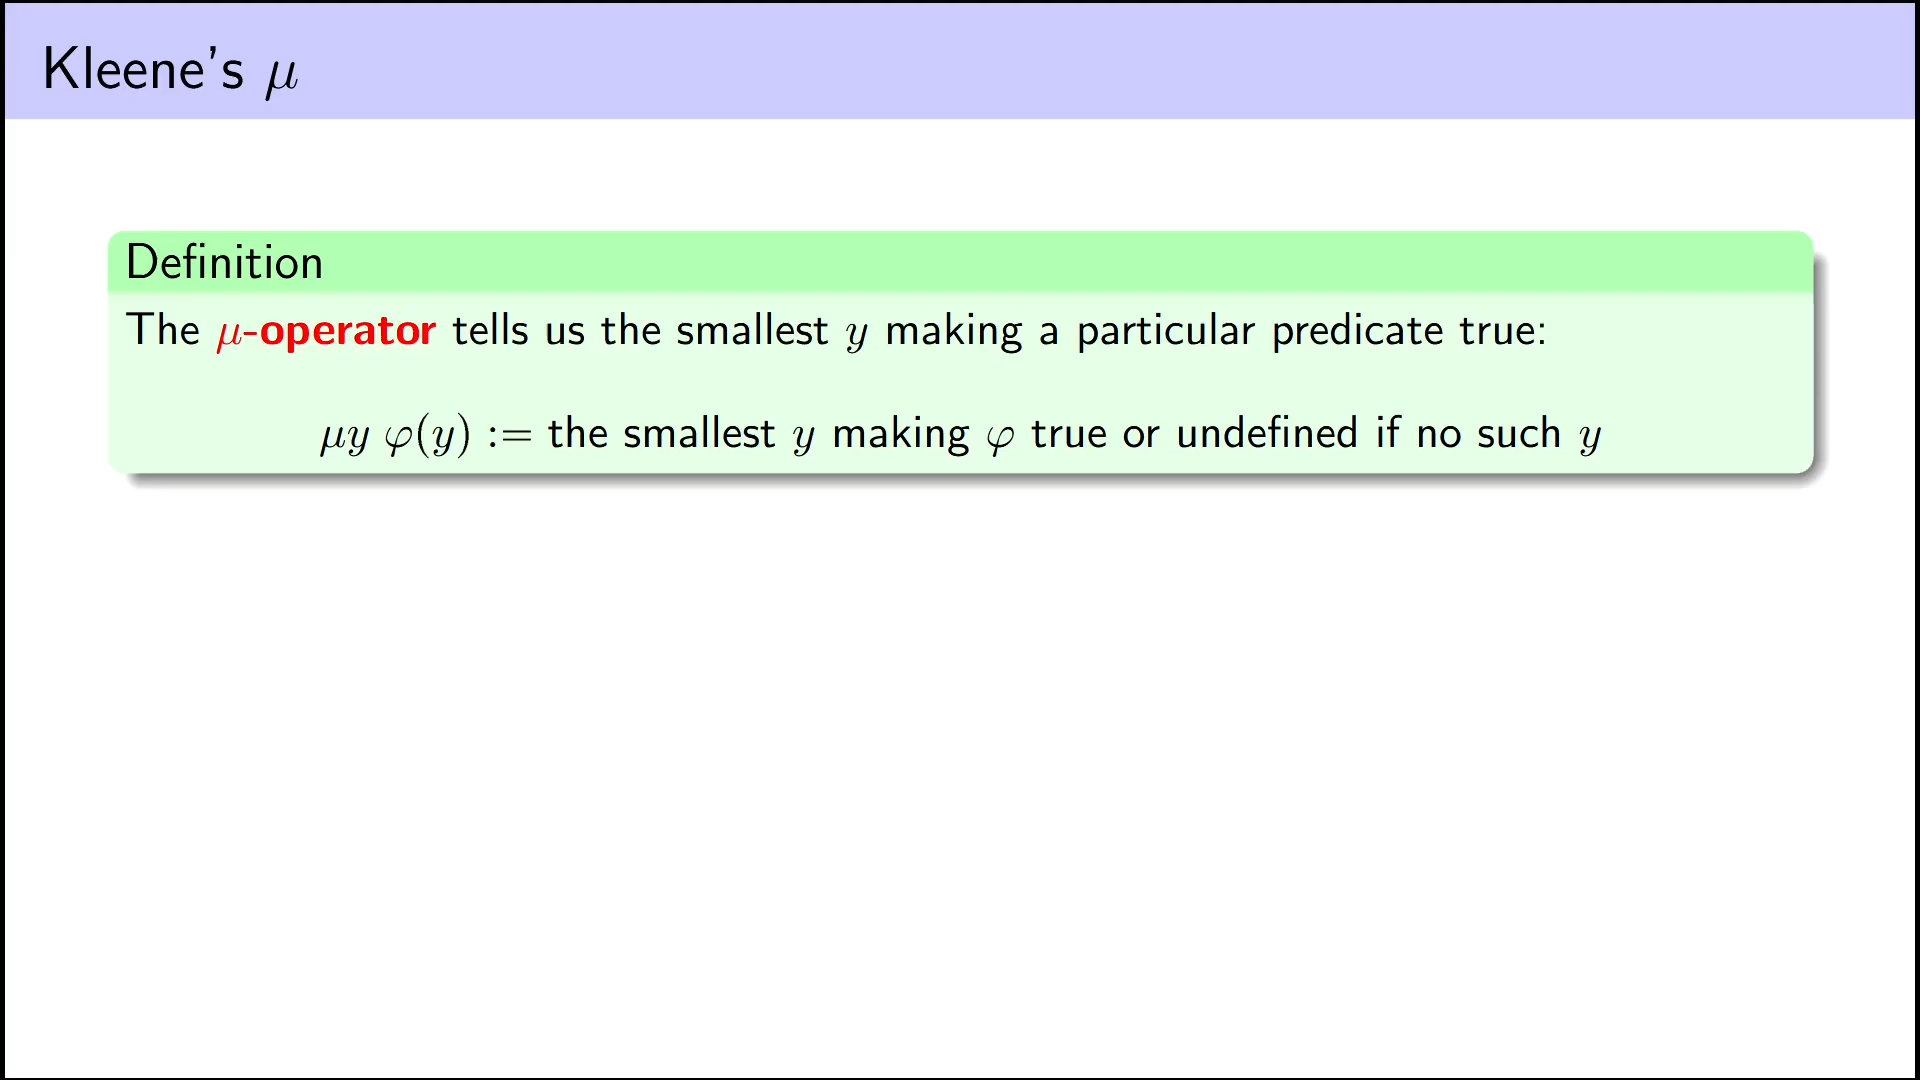 Kleene's μ
Definition
The μ-operator tells us the smallest y making a particular predicate true:
μy φ(y) := the smallest y making φ true or undefined if no such y